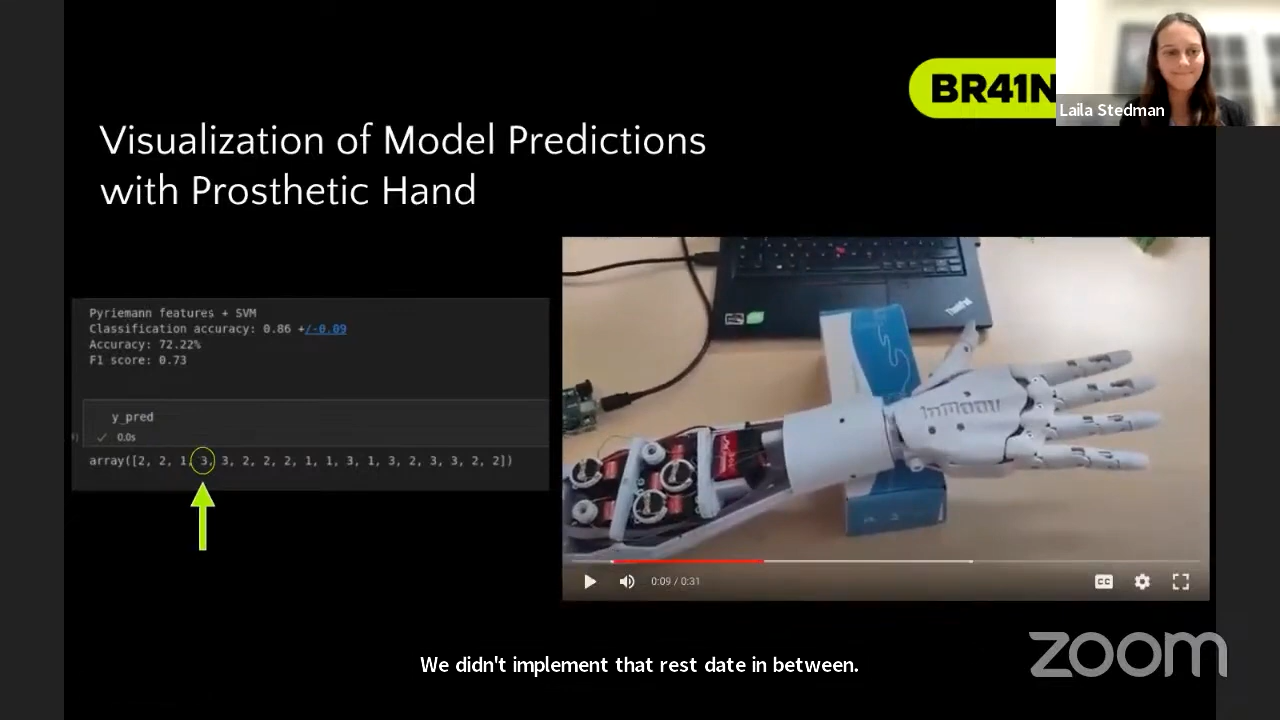 BR41N
Laila Stedman
Visualization of Model Predictions
with Prosthetic Hand
Pyriemann features + SVM
Classification accuracy: 0.86 +/-0.09
Accuracy: 72.22%
F1 score: 0.73
y_pred
0.0s
array([2, 2, 1, 3, 3, 2, 2, 2, 1, 1, 3, 1, 3, 2, 3, 3, 2, 2])
ThinkPad
InMoov
0:09 / 0:31
CC
We didn't implement that rest date in between.
zoom